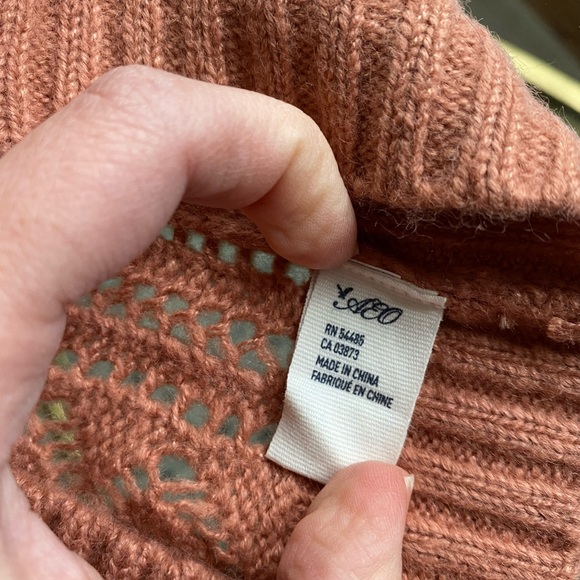 AEO
RN 54485
CA 03873
MADE IN CHINA
FABRIQUÉ EN CHINE